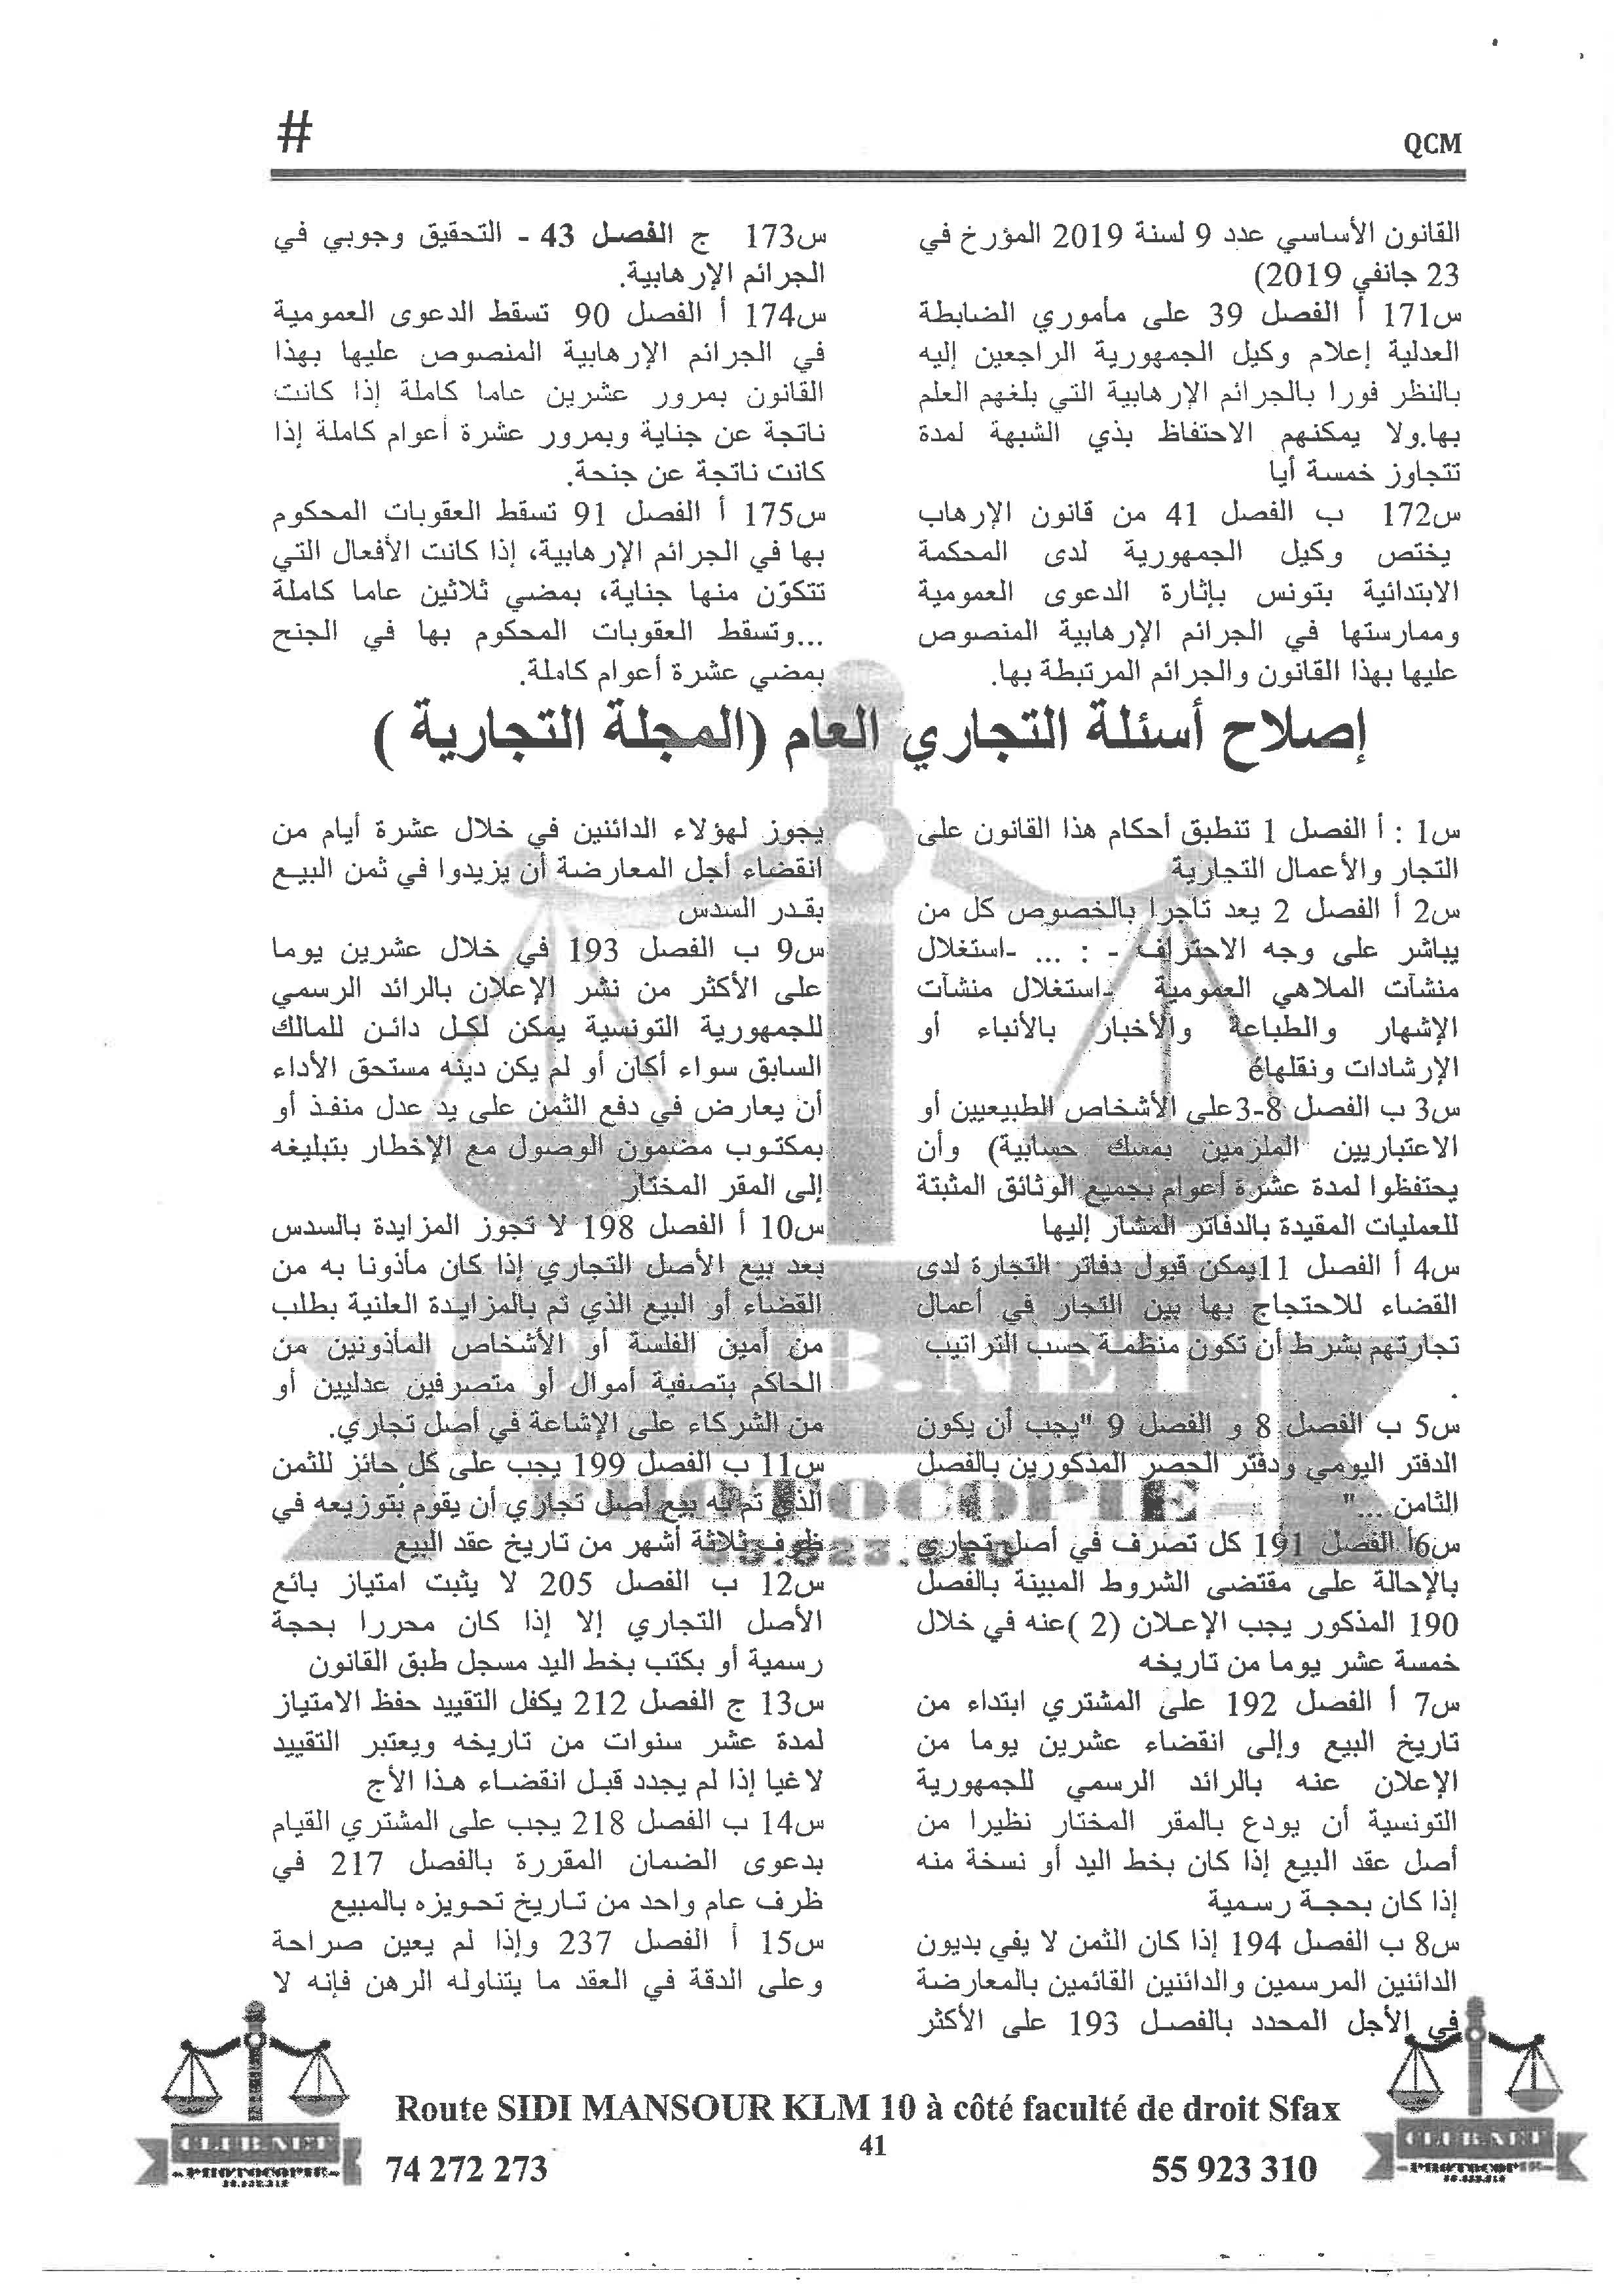 #
QCM
القانون الأساسي عدد 9 لسنة 2019 المؤرخ في
23 جانفي 2019)
س171 أ الفصل 39 على مأموري الضابطة
العدلية إعلام وكيل الجمهورية الراجعين إليه
بالنظر فورا بالجرائم الإرهابية التي بلغهم العلم
بها.ولا يمكنهم الاحتفاظ بذي الشبهة لمدة
تتجاوز خمسة أيا
س172 ب الفصل 41 من قانون الإرهاب
يختص وكيل الجمهورية لدى المحكمة
الابتدائية بتونس بإثارة الدعوى العمومية
وممارستها في الجرائم الإرهابية المنصوص
عليها بهذا القانون والجرائم المرتبطة بها.
س173 ج الفصل 43 - التحقيق وجوبي في
الجرائم الإرهابية.
س174 أ الفصل 90 تسقط الدعوى العمومية
في الجرائم الإرهابية المنصوص عليها بهذا
القانون بمرور عشرين عاما كاملة إذا كانت
ناتجة عن جناية وبمرور عشرة أعوام كاملة إذا
كانت ناتجة عن جنحة.
س175 أ الفصل 91 تسقط العقوبات المحكوم
بها في الجرائم الإرهابية، إذا كانت الأفعال التي
تتكوّن منها جناية، بمضي ثلاثين عاما كاملة
...وتسقط العقوبات المحكوم بها في الجنح
بمضي عشرة أعوام كاملة.
إصلاح أسئلة التجاري العام (المجلة التجارية )
س1 : أ الفصل 1 تنطبق أحكام هذا القانون على
التجار والأعمال التجارية
س2 أ الفصل 2 يعد تاجرا بالخصوص كل من
يباشر على وجه الاحتراف - : ... -استغلال
منشآت الملاهي العمومية -استغلال منشآت
الإشهار والطباعة والأخبار بالأنباء أو
الإرشادات ونقلها
س3 ب الفصل 8-3على الأشخاص الطبيعيين أو
الاعتباريين الملزمين بمسك حسابية) وأن
يحتفظوا لمدة عشرة أعوام بجميع الوثائق المثبتة
للعمليات المقيدة بالدفاتر المشار إليها
س4 أ الفصل 11يمكن قبول دفاتر التجارة لدى
القضاء للاحتجاج بها بين التجار في أعمال
تجارتهم بشرط أن تكون منظمة حسب التراتيب
.
س5 ب الفصل 8 و الفصل 9 "يجب أن يكون
الدفتر اليومي ودفتر الحصر المذكورين بالفصل
الثامن ..."
س6أ الفصل 191 كل تصرف في أصل تجاري
بالإحالة على مقتضى الشروط المبينة بالفصل
190 المذكور يجب الإعلان (2 )عنه في خلال
خمسة عشر يوما من تاريخه
س7 أ الفصل 192 على المشتري ابتداء من
تاريخ البيع وإلى انقضاء عشرين يوما من
الإعلان عنه بالرائد الرسمي للجمهورية
التونسية أن يودع بالمقر المختار نظيرا من
أصل عقد البيع إذا كان بخط اليد أو نسخة منه
إذا كان بحجة رسمية
س8 ب الفصل 194 إذا كان الثمن لا يفي بديون
الدائنين المرسمين والدائنين القائمين بالمعارضة
في الأجل المحدد بالفصل 193 على الأكثر
يجوز لهؤلاء الدائنين في خلال عشرة أيام من
انقضاء أجل المعارضة أن يزيدوا في ثمن البيع
بقدر السدس
س9 ب الفصل 193 في خلال عشرين يوما
على الأكثر من نشر الإعلان بالرائد الرسمي
للجمهورية التونسية يمكن لكل دائن للمالك
السابق سواء أكان أو لم يكن دينه مستحق الأداء
أن يعارض في دفع الثمن على يد عدل منفذ أو
بمكتوب مضمون الوصول مع الإخطار بتبليغه
إلى المقر المختار
س10 أ الفصل 198 لا تجوز المزايدة بالسدس
بعد بيع الأصل التجاري إذا كان مأذونا به من
القضاء أو البيع الذي تم بالمزايدة العلنية بطلب
من أمين الفلسة أو الأشخاص المأذونين من
الحاكم بتصفية أموال أو متصرفين عدليين أو
من الشركاء على الإشاعة في أصل تجاري.
س11 ب الفصل 199 يجب على كل حائز للثمن
الذي تم به بيع أصل تجاري أن يقوم بتوزيعه في
ظرف ثلاثة أشهر من تاريخ عقد البيع
س12 ب الفصل 205 لا يثبت امتياز بائع
الأصل التجاري إلا إذا كان محررا بحجة
رسمية أو بكتب بخط اليد مسجل طبق القانون
س13 ج الفصل 212 يكفل التقييد حفظ الامتياز
لمدة عشر سنوات من تاريخه ويعتبر التقييد
لاغيا إذا لم يجدد قبل انقضاء هذا الأج
س14 ب الفصل 218 يجب على المشتري القيام
بدعوى الضمان المقررة بالفصل 217 في
ظرف عام واحد من تاريخ تحويزه بالمبيع
س15 أ الفصل 237 وإذا لم يعين صراحة
وعلى الدقة في العقد ما يتناوله الرهن فإنه لا
CLUB.NET
PHOTOCOPIE
Route SIDI MANSOUR KLM 10 à côté faculté de droit Sfax
41
74 272 273
55 923 310
CLUB.NET
-PHOTOCOPIE-
CLUB.NET